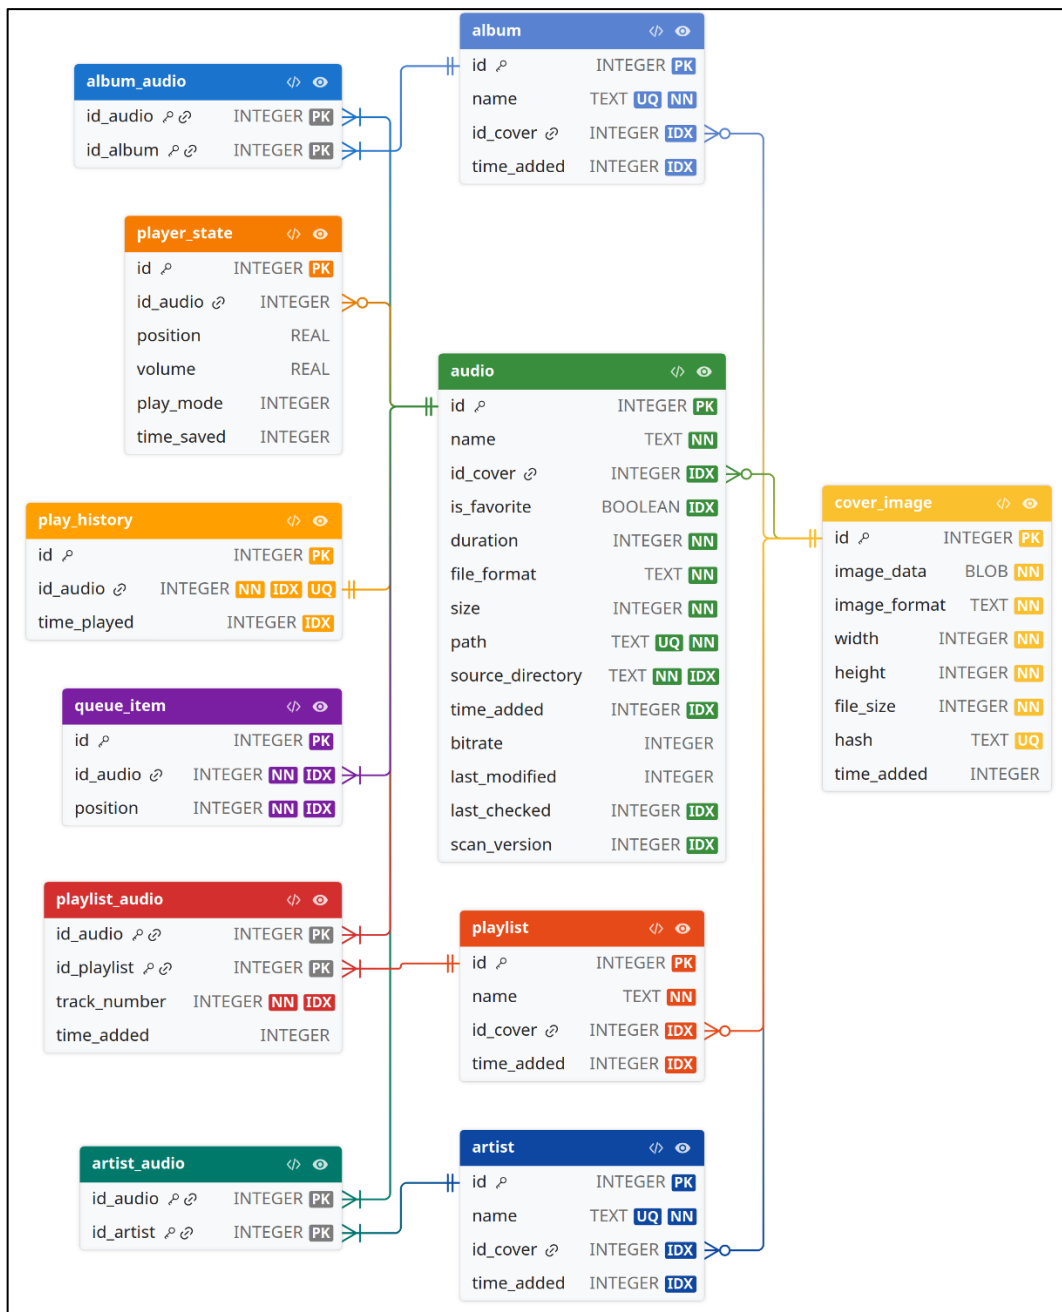 album
id INTEGER PK
name TEXT UQ NN
id_cover INTEGER IDX
time_added INTEGER IDX
album_audio
id_audio INTEGER PK
id_album INTEGER PK
player_state
id INTEGER PK
id_audio INTEGER
position REAL
volume REAL
play_mode INTEGER
time_saved INTEGER
audio
id INTEGER PK
name TEXT NN
id_cover INTEGER IDX
is_favorite BOOLEAN IDX
duration INTEGER NN
file_format TEXT NN
size INTEGER NN
path TEXT UQ NN
source_directory TEXT NN IDX
time_added INTEGER IDX
bitrate INTEGER
last_modified INTEGER
last_checked INTEGER IDX
scan_version INTEGER IDX
cover_image
id INTEGER PK
image_data BLOB NN
image_format TEXT NN
width INTEGER NN
height INTEGER NN
file_size INTEGER NN
hash TEXT UQ
time_added INTEGER
play_history
id INTEGER PK
id_audio INTEGER NN IDX UQ
time_played INTEGER IDX
queue_item
id INTEGER PK
id_audio INTEGER NN IDX
position INTEGER NN IDX
playlist_audio
id_audio INTEGER PK
id_playlist INTEGER PK
track_number INTEGER NN IDX
time_added INTEGER
playlist
id INTEGER PK
name TEXT NN
id_cover INTEGER IDX
time_added INTEGER IDX
artist_audio
id_audio INTEGER PK
id_artist INTEGER PK
artist
id INTEGER PK
name TEXT UQ NN
id_cover INTEGER IDX
time_added INTEGER IDX